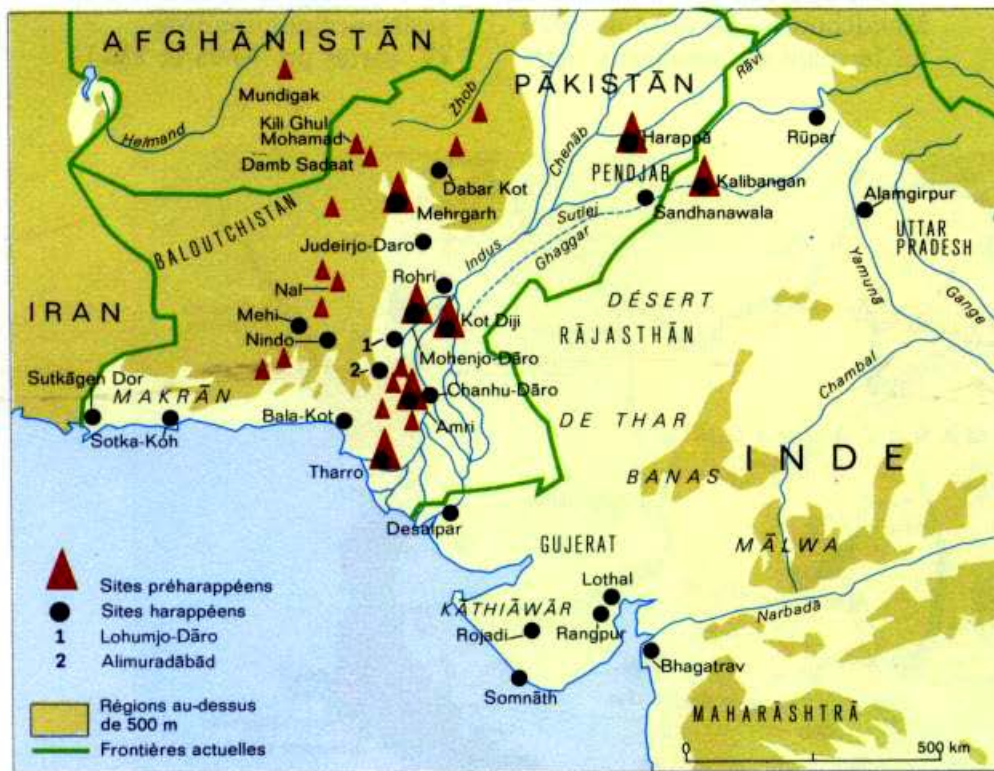 AFGHĀNISTĀN
PĀKISTĀN
Mundigak
Helmand
Zhob
Kili Ghul
Mohamad
Damb Sadaat
Chenāb
Rāvi
Harappā
Rūpar
PENDJAB
Dabar Kot
Kalibangan
Mehrgarh
Sandhanawala
Alamgirpur
BALOUTCHISTAN
Judeirjo-Daro
Indus
Sutlej
Ghaggar
UTTAR
PRADESH
Yamunā
Gange
Rohri
Nal
DÉSERT
IRAN
Mehi
Kot Diji
RĀJASTHĀN
Nindo
1
Mohenjo-Dāro
2
Chambal
Sutkāgen Dor
MAKRĀN
Chanhu-Dāro
Bala-Kot
Amri
DE THAR
Sotka-Koh
INDE
Tharro
BANAS
Desalpar
GUJERAT
MĀLWA
Sites préharappéens
Sites harappéens
1 Lohumjo-Dāro
2 Alimuradābād
Lothal
KĀTHIĀWĀR
Narbadā
Rojadi
Rangpur
Bhagatrav
Somnāth
Régions au-dessus
de 500 m
Frontières actuelles
MAHARĀSHTRĀ
0 500 km